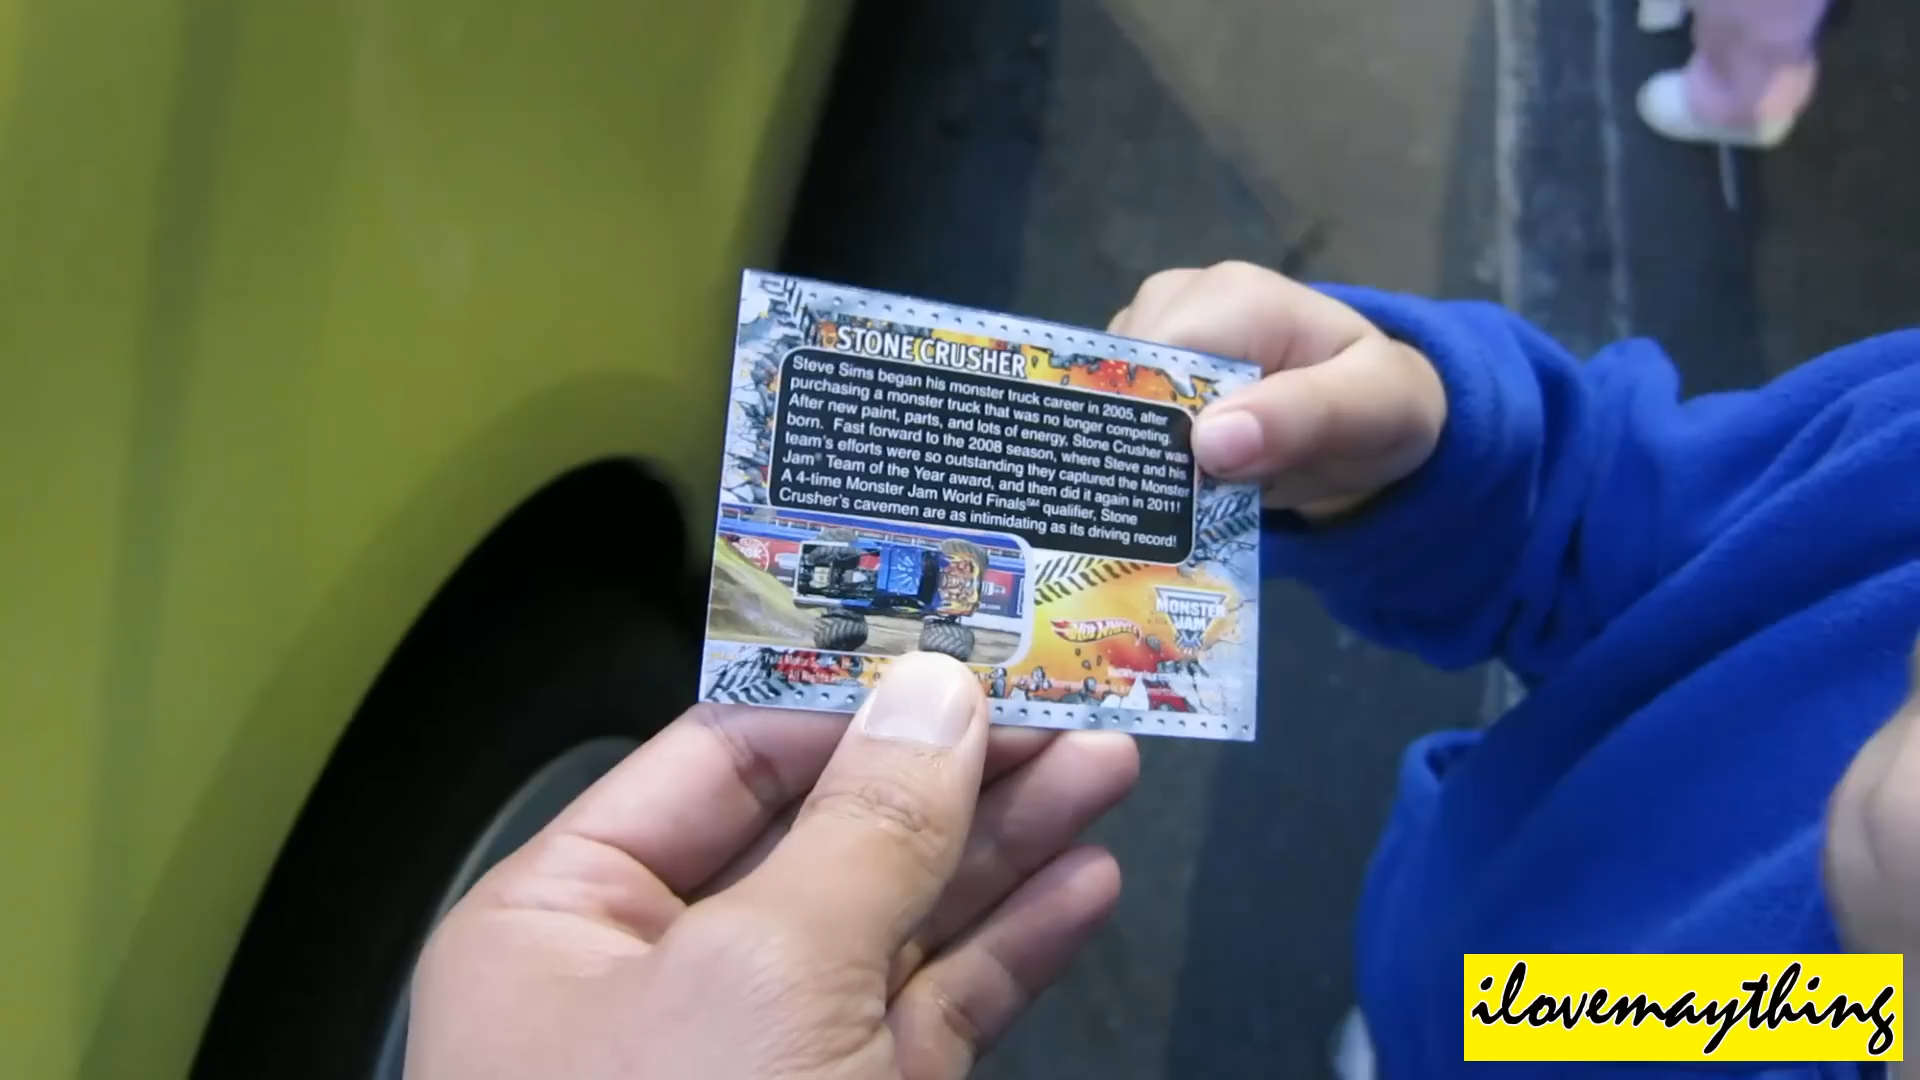 STONE CRUSHER
Steve Sims began his monster truck career in 2005, after
purchasing a monster truck that was no longer competing.
After new paint, parts, and lots of energy, Stone Crusher was
born. Fast forward to the 2008 season, where Steve and his
team's efforts were so outstanding they captured the Monster
Jam® Team of the Year award, and then did it again in 2011!
A 4-time Monster Jam World Finals℠ qualifier, Stone
Crusher's cavemen are as intimidating as its driving record!
HOT WHEELS
MONSTER
JAM
ilovemaything